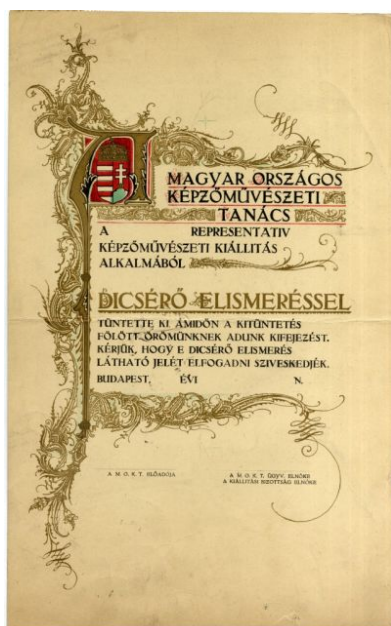 A MAGYAR ORSZÁGOS
KÉPZŐMŰVÉSZETI
TANÁCS
A REPRESENTATIV
KÉPZŐMŰVÉSZETI KIÁLLITÁS
ALKALMÁBÓL
DICSÉRŐ ELISMERÉSSEL
TÜNTETTE KI ÁMIDŐN A KITÜNTETÉS
FÖLÖTT ÖRÖMÜNKNEK ADUNK KIFEJEZÉST.
KÉRJÜK, HOGY E DICSÉRŐ ELISMERÉS
LÁTHATÓ JELÉT ELFOGADNI SZIVESKEDJÉK.
BUDAPEST, ÉVI N.
A M. O. K. T. ELŐADÓJA
A M. O. K. T. ÜGYV. ELNÖKE
A KIÁLLITÁSI BIZOTTSÁG ELNÖKE